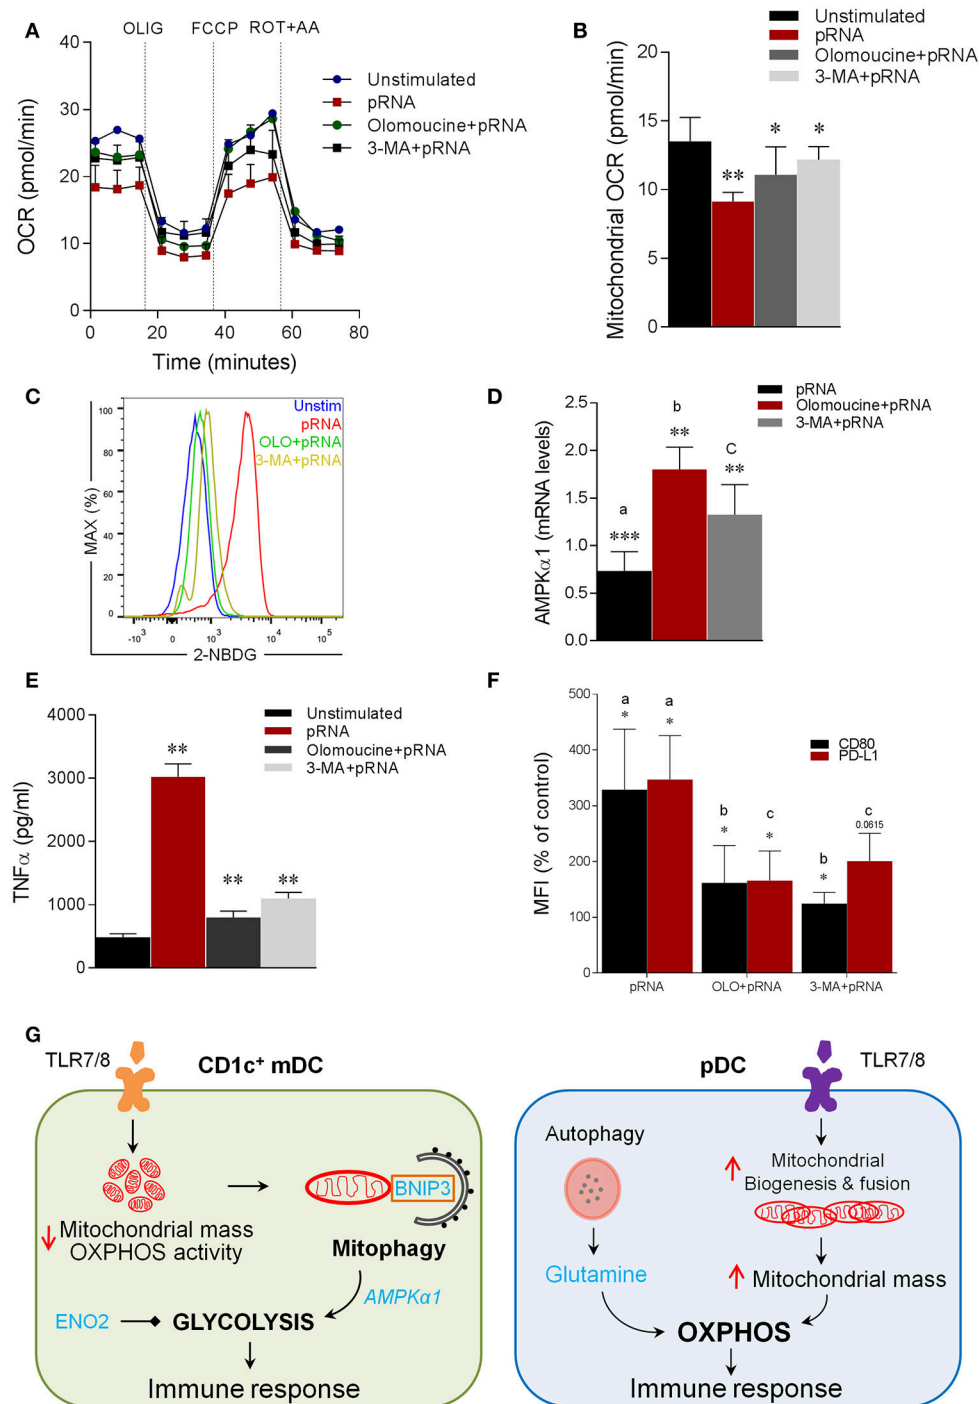 A
OLIG
FCCP
ROT+AA
40
30
20
10
0
OCR (pmol/min)
0
20
40
60
80
Time (minutes)
Unstimulated
pRNA
Olomoucine+pRNA
3-MA+pRNA
B
Unstimulated
pRNA
Olomoucine+pRNA
3-MA+pRNA
20
15
10
5
0
Mitochondrial OCR (pmol/min)
**
*
*
C
Unstim
pRNA
OLO+pRNA
3-MA+pRNA
100
80
60
40
20
0
MAX (%)
-10³
0
10³
10⁴
10⁵
2-NBDG
D
pRNA
Olomoucine+pRNA
3-MA+pRNA
2.5
2.0
1.5
1.0
0.5
0.0
AMPKα1 (mRNA levels)
a
***
b
**
C
**
E
4000
3000
2000
1000
0
TNFα (pg/ml)
Unstimulated
pRNA
Olomoucine+pRNA
3-MA+pRNA
**
**
**
F
500
400
300
200
100
0
MFI (% of control)
CD80
PD-L1
a
*
a
*
b
*
c
*
b
*
c
0.0615
pRNA
OLO+pRNA
3-MA+pRNA
G
TLR7/8
CD1c⁺ mDC
Mitochondrial mass
OXPHOS activity
BNIP3
Mitophagy
AMPKα1
ENO2
GLYCOLYSIS
Immune response
pDC
TLR7/8
Autophagy
Glutamine
Mitochondrial
Biogenesis & fusion
Mitochondrial mass
OXPHOS
Immune response